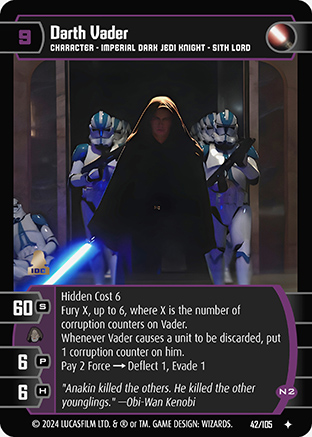 9
Darth Vader
CHARACTER - IMPERIAL DARK JEDI KNIGHT - SITH LORD
IDC
60 S
6 P
6 H
Hidden Cost 6
Fury X, up to 6, where X is the number of
corruption counters on Vader.
Whenever Vader causes a unit to be discarded, put
1 corruption counter on him.
Pay 2 Force → Deflect 1, Evade 1
"Anakin killed the others. He killed the other
younglings." —Obi-Wan Kenobi
N2
© 2024 LUCASFILM LTD. & ® or TM. GAME DESIGN: WIZARDS.
42/105